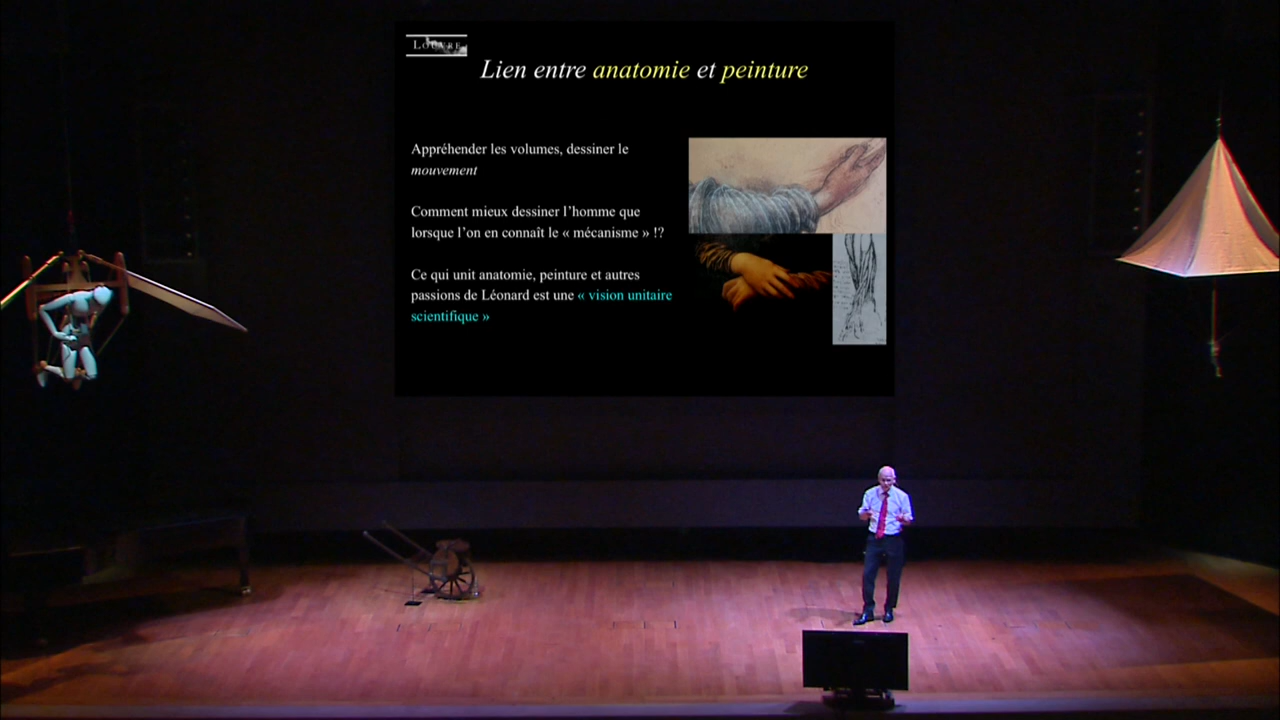 LOUVRE
Lien entre anatomie et peinture
Appréhender les volumes, dessiner le
mouvement
Comment mieux dessiner l’homme que
lorsque l’on en connaît le « mécanisme » !?
Ce qui unit anatomie, peinture et autres
passions de Léonard est une « vision unitaire
scientifique »